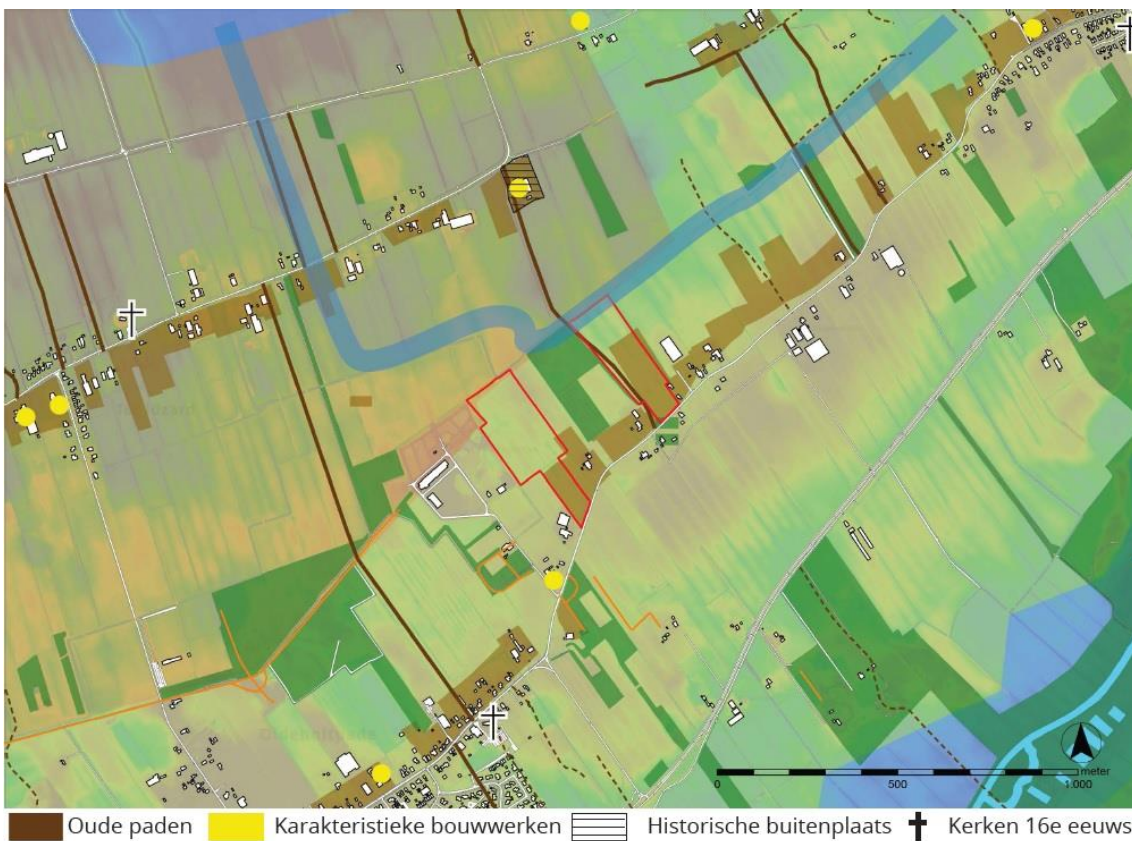 0
500
1.000
meter
Oude paden
Karakteristieke bouwwerken
Historische buitenplaats
Kerken 16e eeuws